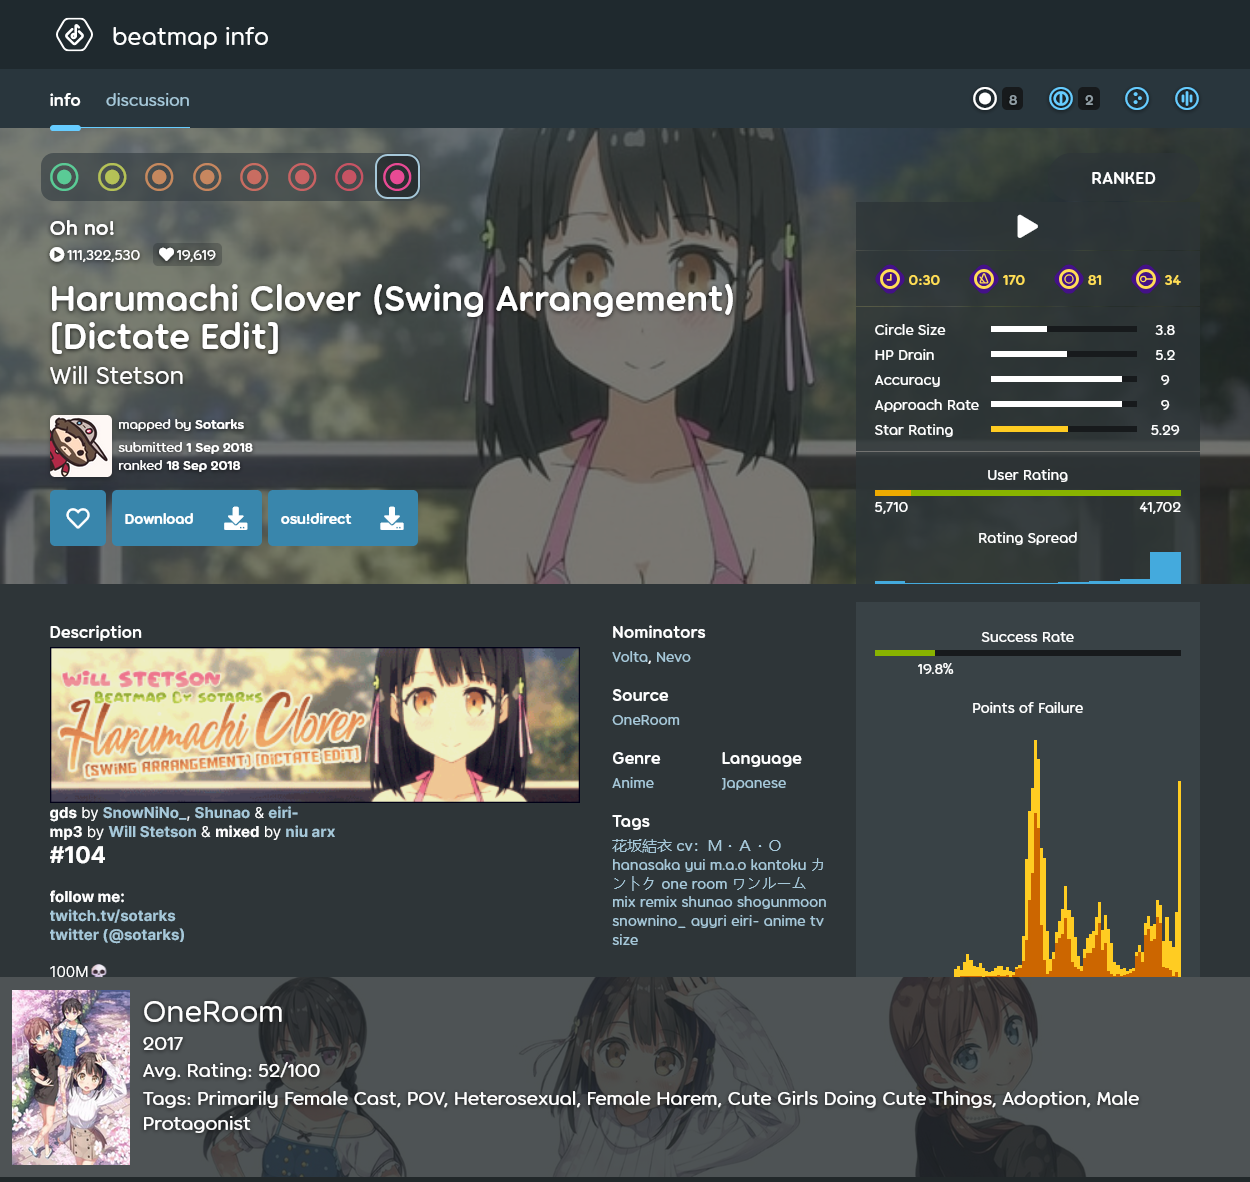 beatmap info
info discussion 8 2
RANKED
Oh no!
111,322,530 19,619
Harumachi Clover (Swing Arrangement)
[Dictate Edit]
Will Stetson
mapped by Sotarks
submitted 1 Sep 2018
ranked 18 Sep 2018
Download osu!direct
0:30 170 81 34
Circle Size 3.8
HP Drain 5.2
Accuracy 9
Approach Rate 9
Star Rating 5.29
User Rating
5,710 41,702
Rating Spread
Description
WiLL STETSON
BEATMAP BY SOTARKS
Harumachi Clover
(SWING ARRANGEMENT) [DICTATE EDIT]
gds by SnowNiNo_, Shunao & eiri-
mp3 by Will Stetson & mixed by niu arx
#104
follow me:
twitch.tv/sotarks
twitter (@sotarks)
100M💀
Nominators
Volta, Nevo
Source
OneRoom
Genre Language
Anime Japanese
Tags
花坂結衣 cv: M・A・O
hanasaka yui m.a.o kantoku カ
ントク one room ワンルーム
mix remix shunao shogunmoon
snownino_ ayyri eiri- anime tv
size
Success Rate
19.8%
Points of Failure
OneRoom
2017
Avg. Rating: 52/100
Tags: Primarily Female Cast, POV, Heterosexual, Female Harem, Cute Girls Doing Cute Things, Adoption, Male
Protagonist